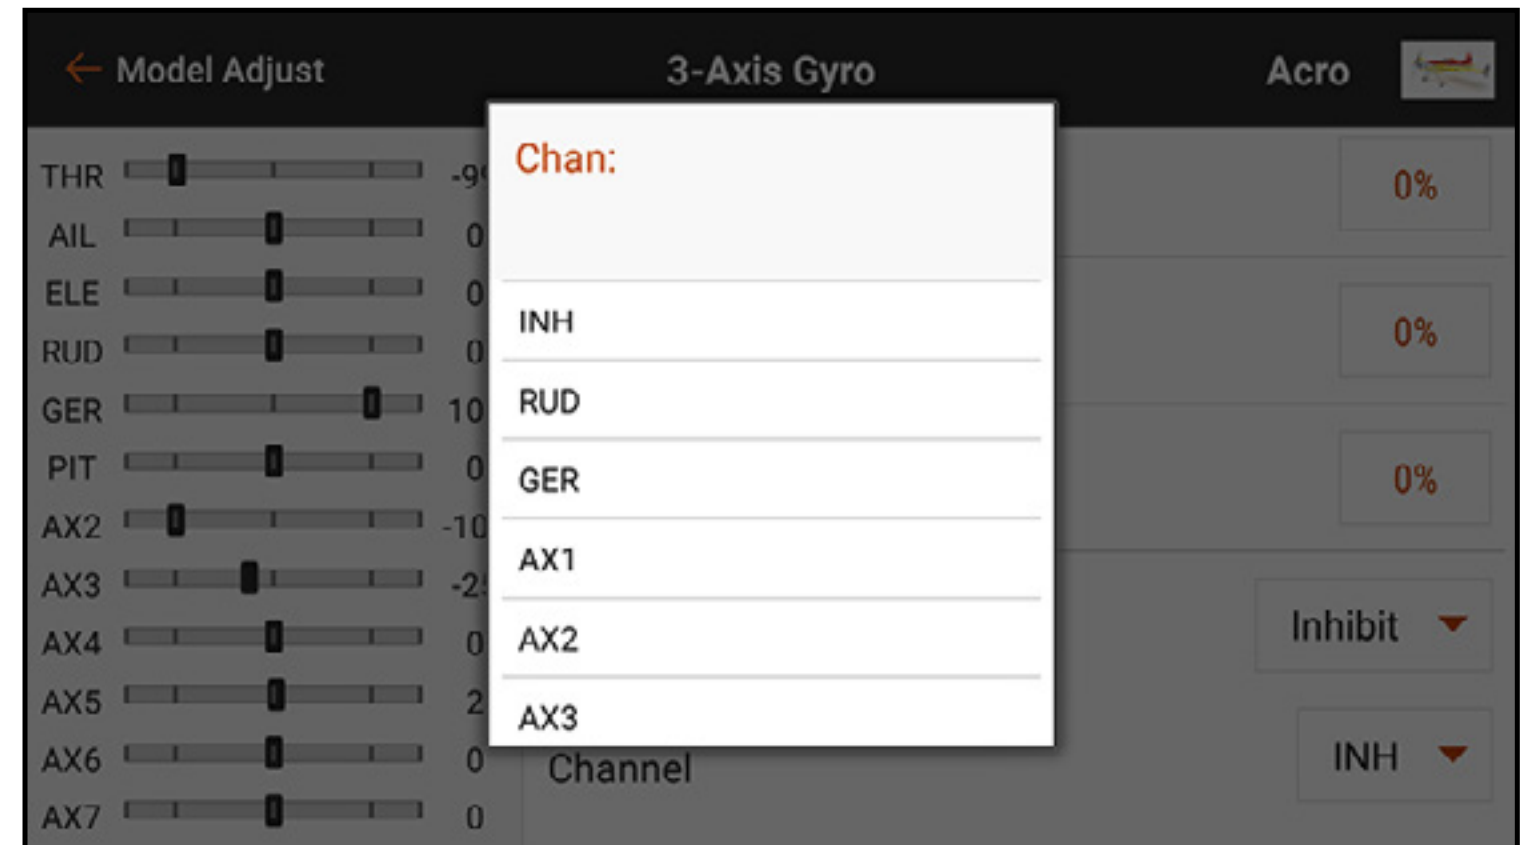 Model Adjust 3-Axis Gyro Acro
Chan:
INH
RUD
GER
AX1
AX2
AX3
THR
AIL 0
ELE 0
RUD 0
GER
PIT 0
AX2
AX3
AX4 0
AX5 2
AX6 0
AX7 0
0%
0%
0%
Inhibit
Channel INH